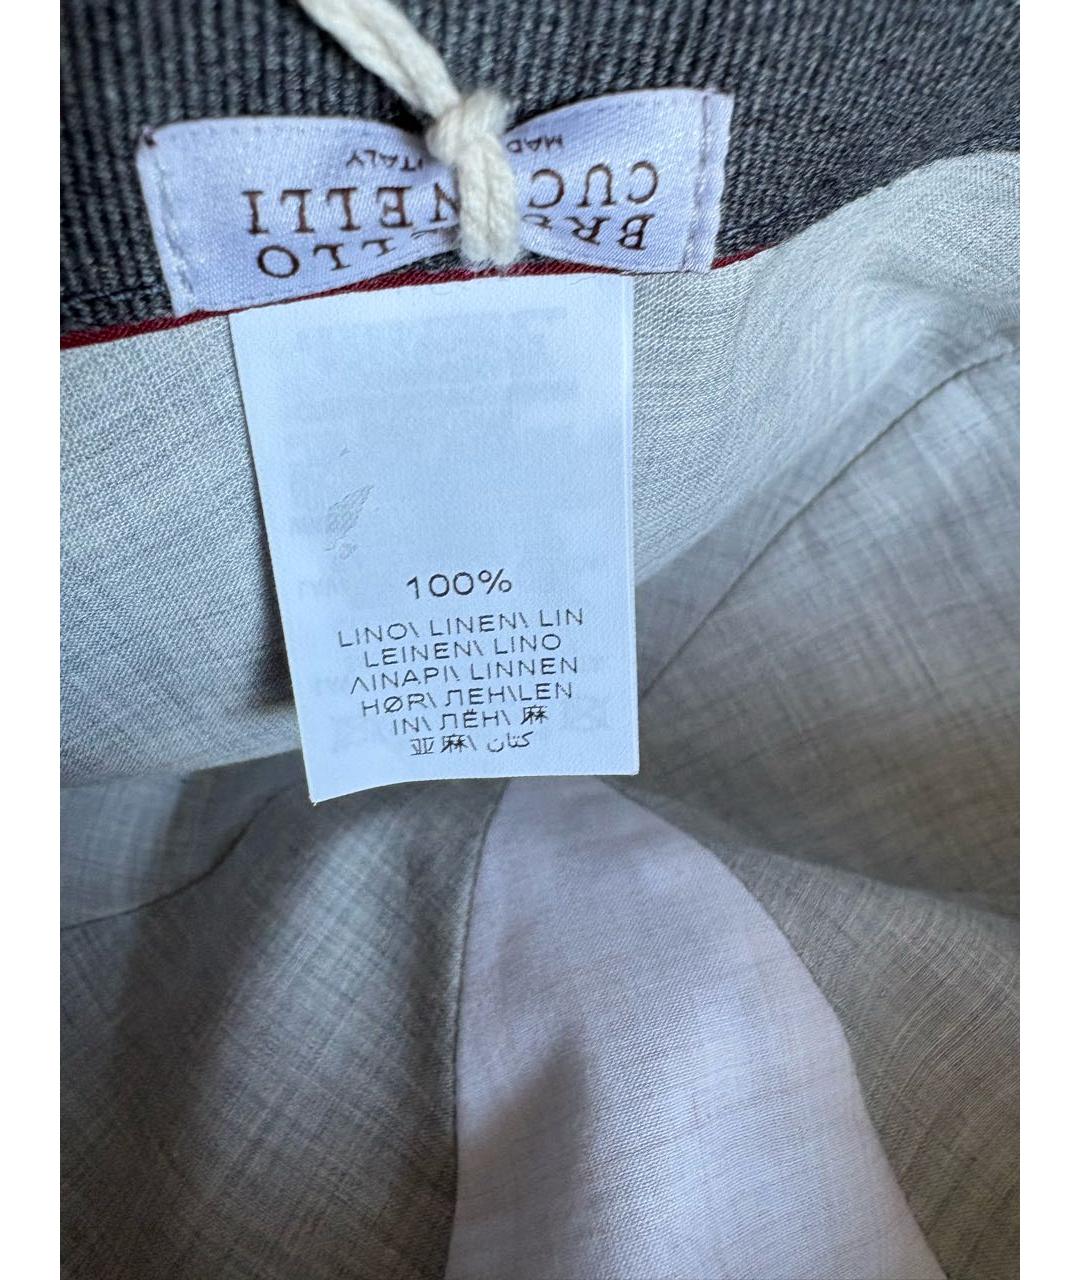 BRUNELLO
CUCINELLI
MADE IN ITALY
100%
LINO\ LINEN\ LIN
LEINEN\ LINO
ΛINAPI\ LINNEN
HØR\ ЛЕН\LEN
IN\ ЛЁН\ 麻
亚麻\ كتان